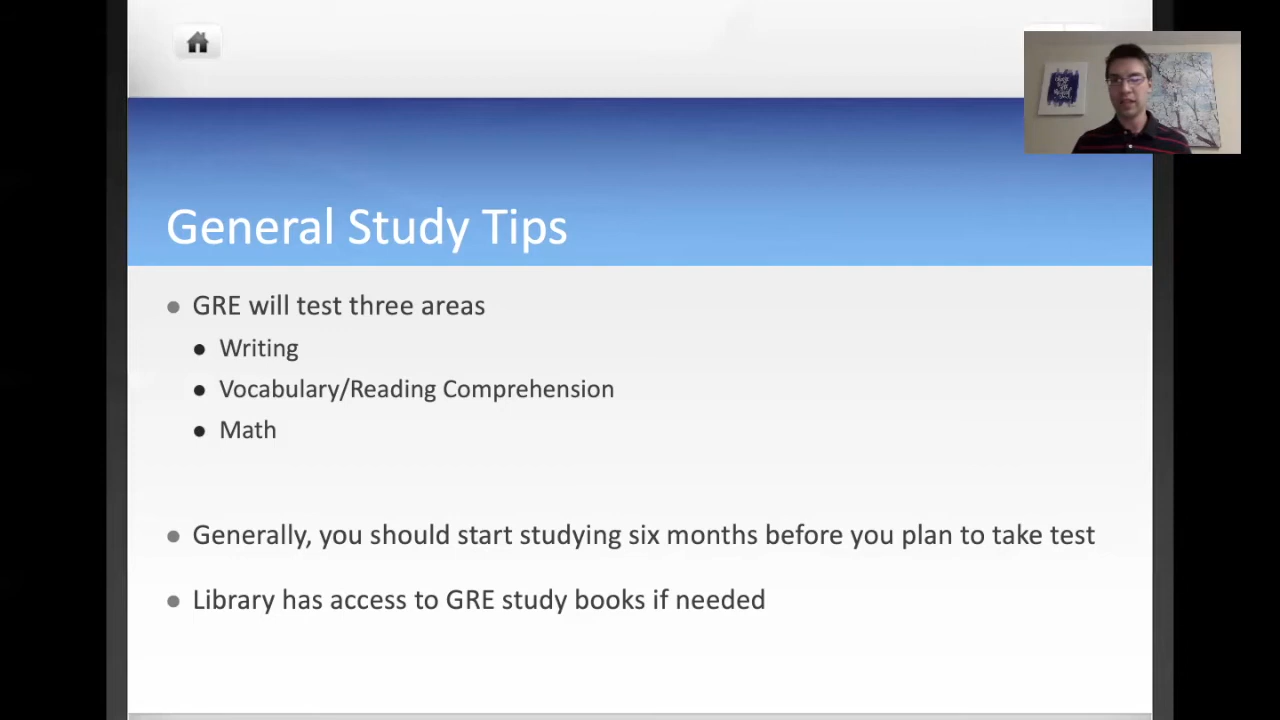 General Study Tips
GRE will test three areas
Writing
Vocabulary/Reading Comprehension
Math
Generally, you should start studying six months before you plan to take test
Library has access to GRE study books if needed